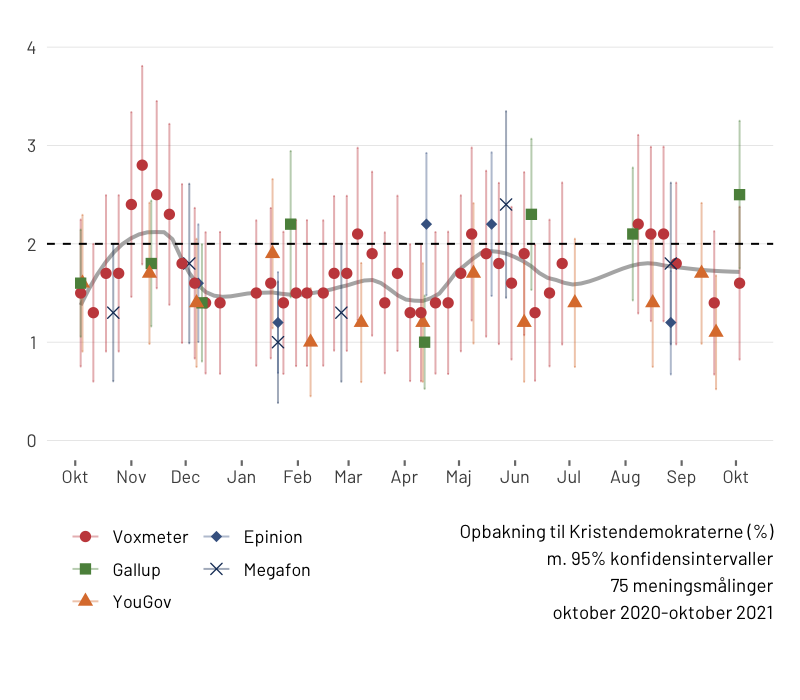 4
3
2
1
0
Okt Nov Dec Jan Feb Mar Apr Maj Jun Jul Aug Sep Okt
Voxmeter Epinion
Gallup Megafon
YouGov
Opbakning til Kristendemokraterne (%)
m. 95% konfidensintervaller
75 meningsmålinger
oktober 2020-oktober 2021